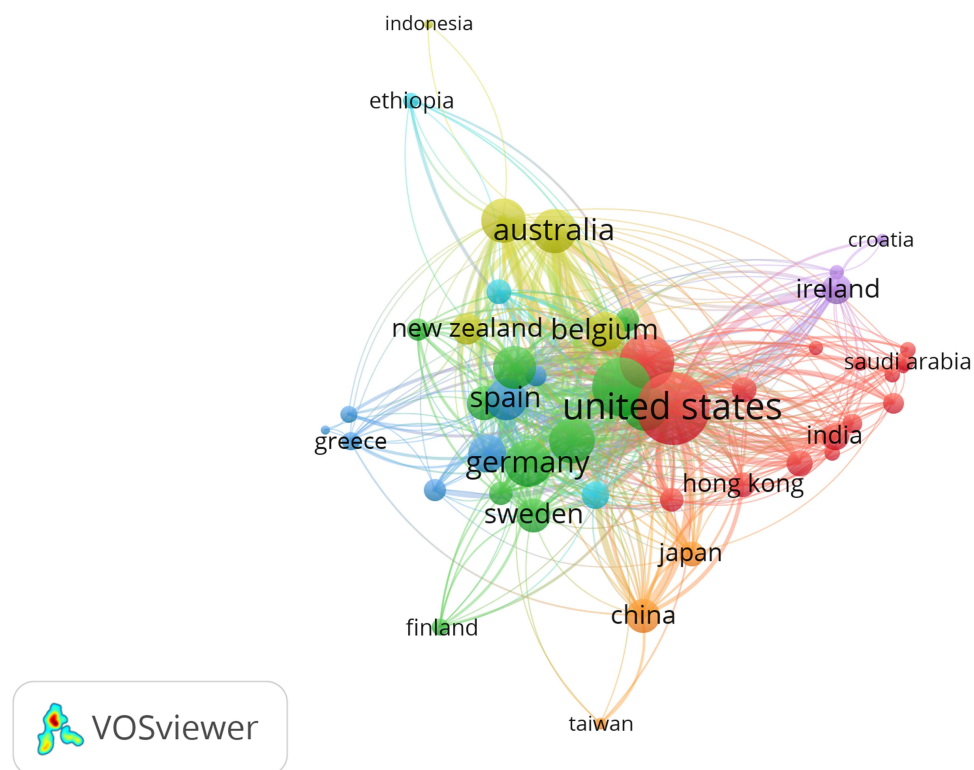 indonesia
ethiopia
australia
croatia
ireland
new zealand
belgium
saudi arabia
spain
united states
india
greece
germany
hong kong
sweden
japan
china
finland
taiwan
VOSviewer